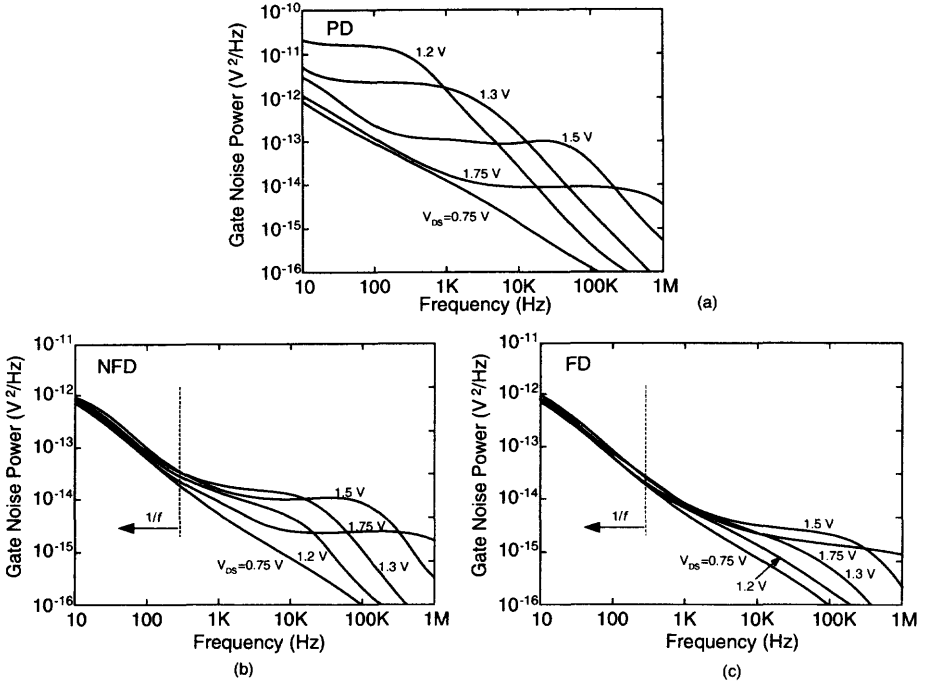 PD
Gate Noise Power (V²/Hz)
10⁻¹⁰
10⁻¹¹
10⁻¹²
10⁻¹³
10⁻¹⁴
10⁻¹⁵
10⁻¹⁶
1.2 V
1.3 V
1.5 V
1.75 V
V_DS=0.75 V
10 100 1K 10K 100K 1M
Frequency (Hz)
(a)
NFD
Gate Noise Power (V²/Hz)
10⁻¹¹
10⁻¹²
10⁻¹³
10⁻¹⁴
10⁻¹⁵
10⁻¹⁶
1/f
1.5 V
1.75 V
V_DS=0.75 V
1.2 V
1.3 V
10 100 1K 10K 100K 1M
Frequency (Hz)
(b)
FD
Gate Noise Power (V²/Hz)
10⁻¹¹
10⁻¹²
10⁻¹³
10⁻¹⁴
10⁻¹⁵
10⁻¹⁶
1/f
1.5 V
V_DS=0.75 V
1.75 V
1.2 V
1.3 V
10 100 1K 10K 100K 1M
Frequency (Hz)
(c)